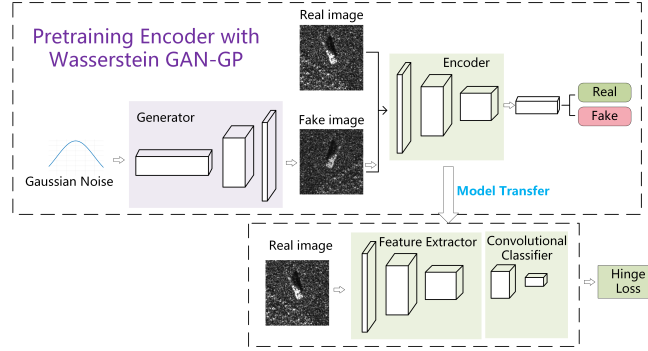 Pretraining Encoder with
Wasserstein GAN-GP
Real image
Encoder
Real
Fake
Generator
Fake image
Gaussian Noise
Model Transfer
Real image
Feature Extractor
Convolutional
Classifier
Hinge
Loss